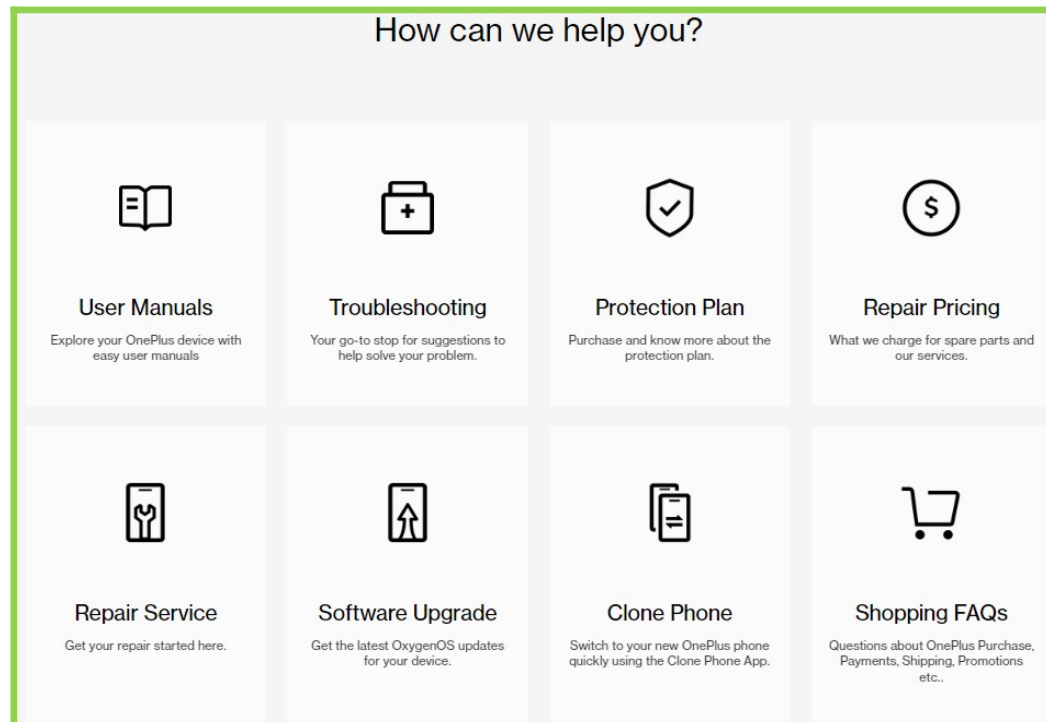 How can we help you?
User Manuals
Explore your OnePlus device with
easy user manuals
Troubleshooting
Your go-to stop for suggestions to
help solve your problem.
Protection Plan
Purchase and know more about the
protection plan.
Repair Pricing
What we charge for spare parts and
our services.
Repair Service
Get your repair started here.
Software Upgrade
Get the latest OxygenOS updates
for your device.
Clone Phone
Switch to your new OnePlus phone
quickly using the Clone Phone App.
Shopping FAQs
Questions about OnePlus Purchase,
Payments, Shipping, Promotions
etc..